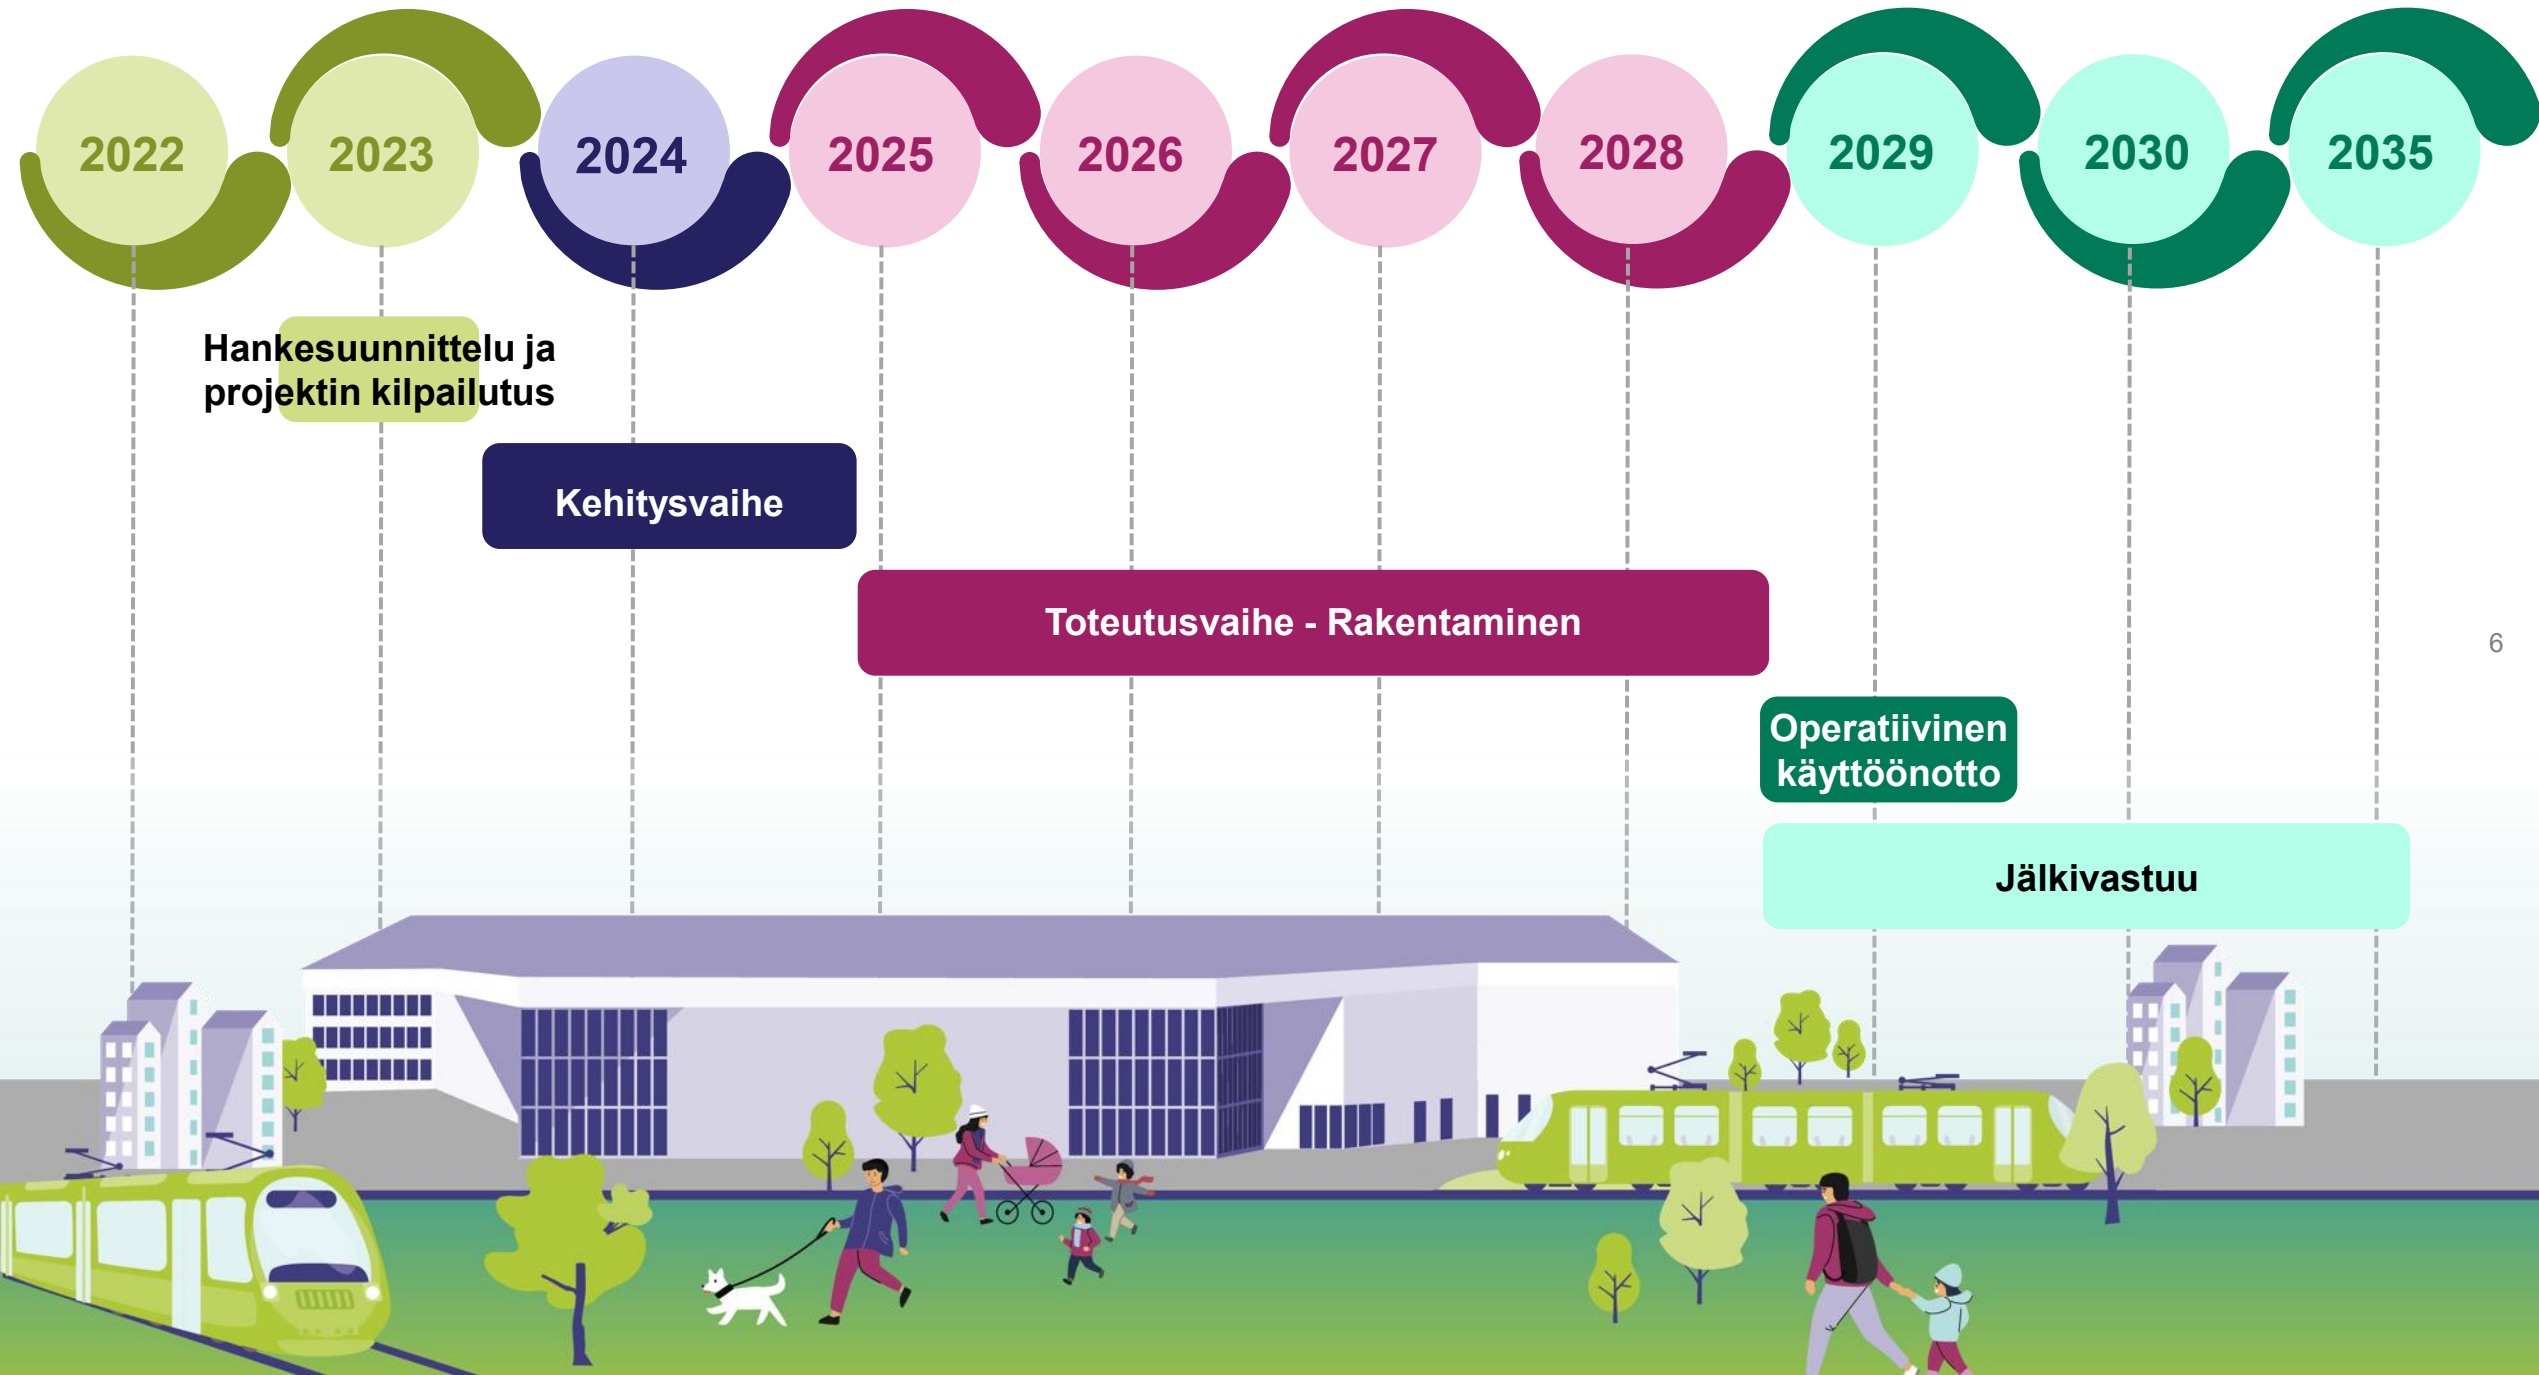 2022
2023
2024
2025
2026
2027
2028
2029
2030
2035
Hankesuunnittelu ja
projektin kilpailutus
Kehitysvaihe
Toteutusvaihe - Rakentaminen
6
Operatiivinen
käyttöönotto
Jälkivastuu